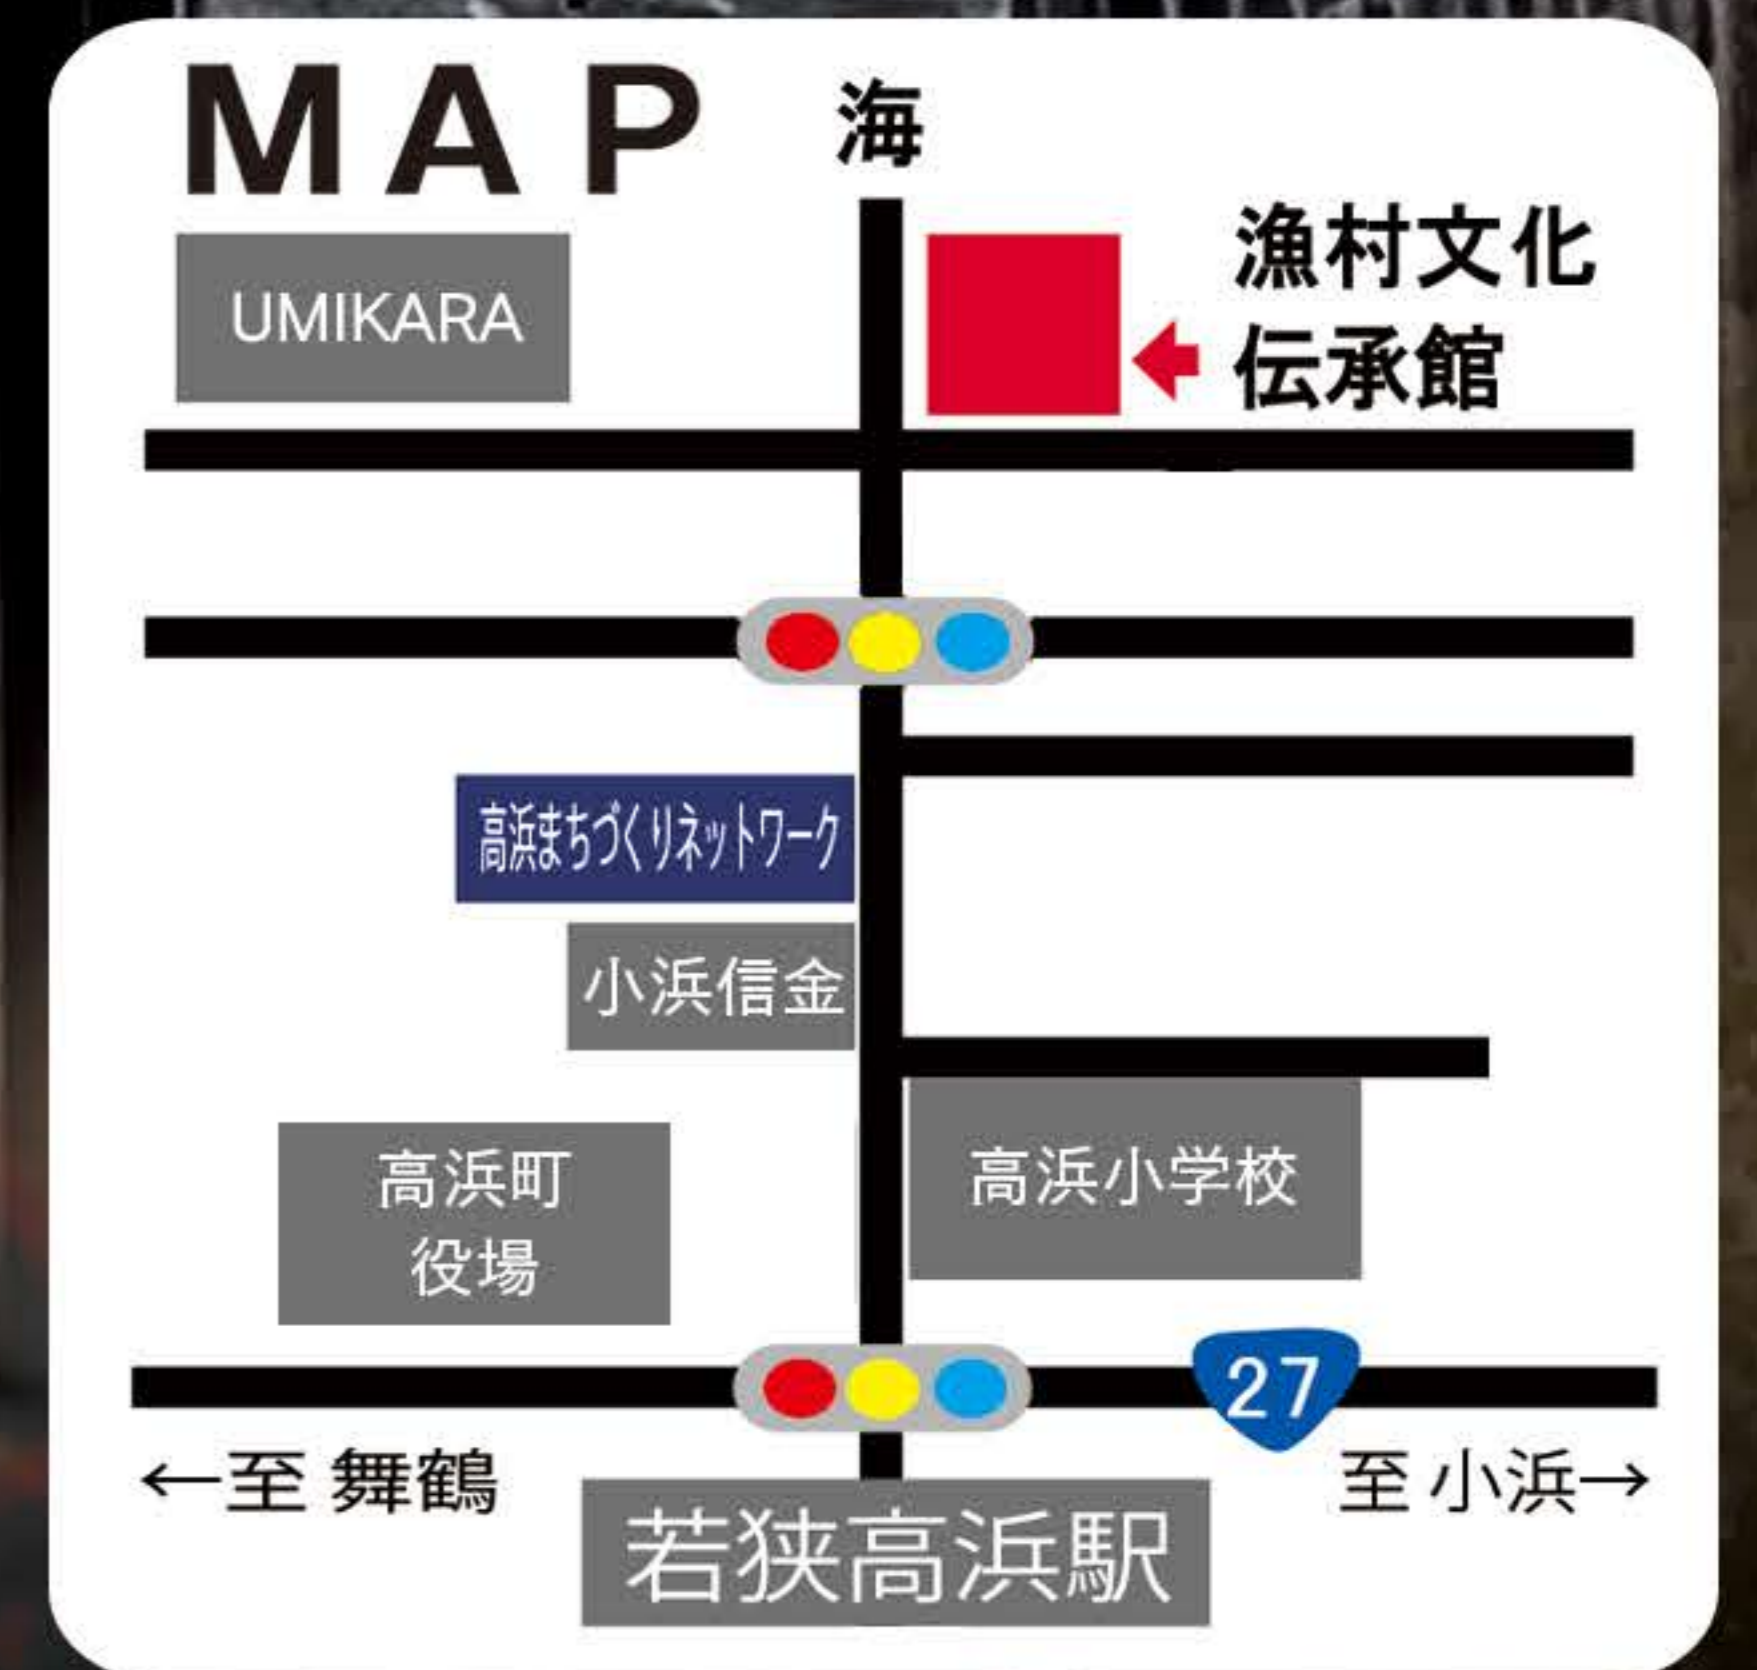 MAP
海
UMIKARA
漁村文化
伝承館
高浜まちづくりネットワーク
小浜信金
高浜町
役場
高浜小学校
27
←至 舞鶴
至 小浜→
若狭高浜駅